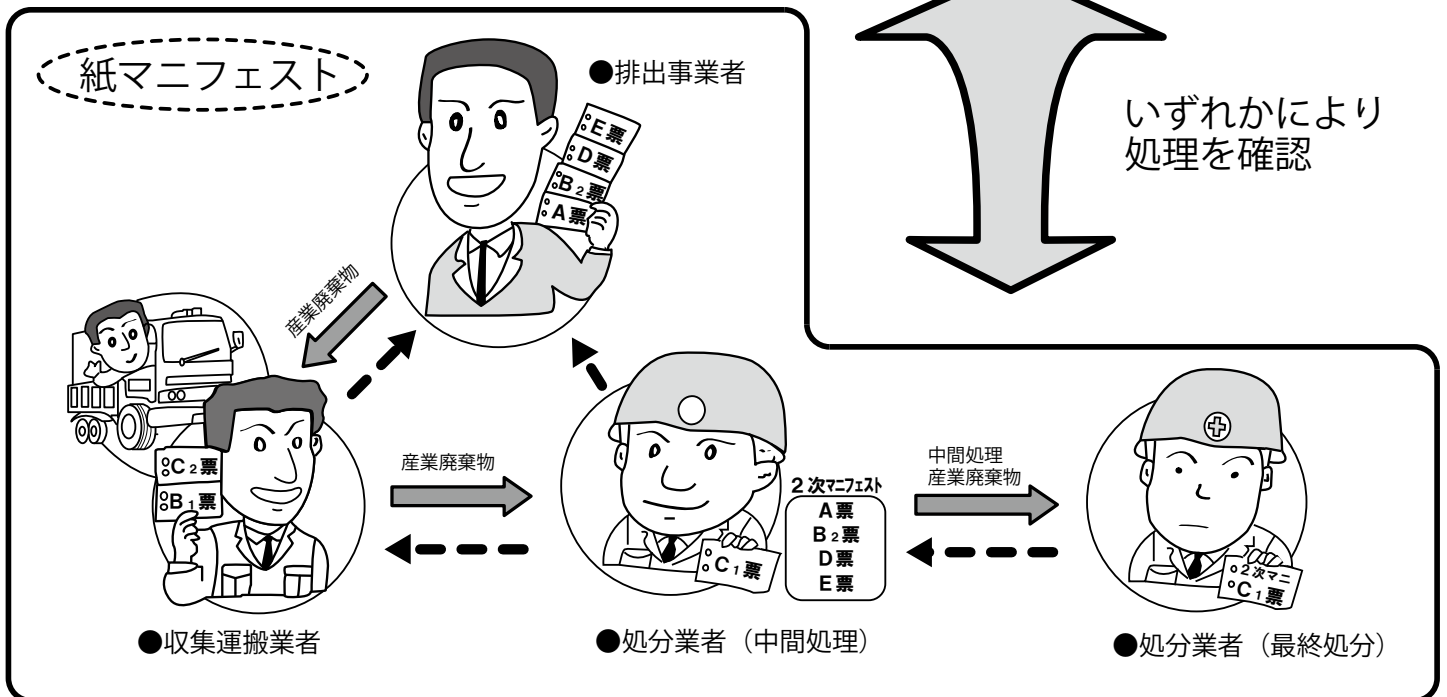 紙マニフェスト
●排出事業者
E票
D票
B2票
A票
いずれかにより
処理を確認
産業廃棄物
C2票
B1票
産業廃棄物
C1票
2次マニフェスト
A票
B2票
D票
E票
中間処理
産業廃棄物
2次マニ
C1票
●収集運搬業者
●処分業者（中間処理）
●処分業者（最終処分）